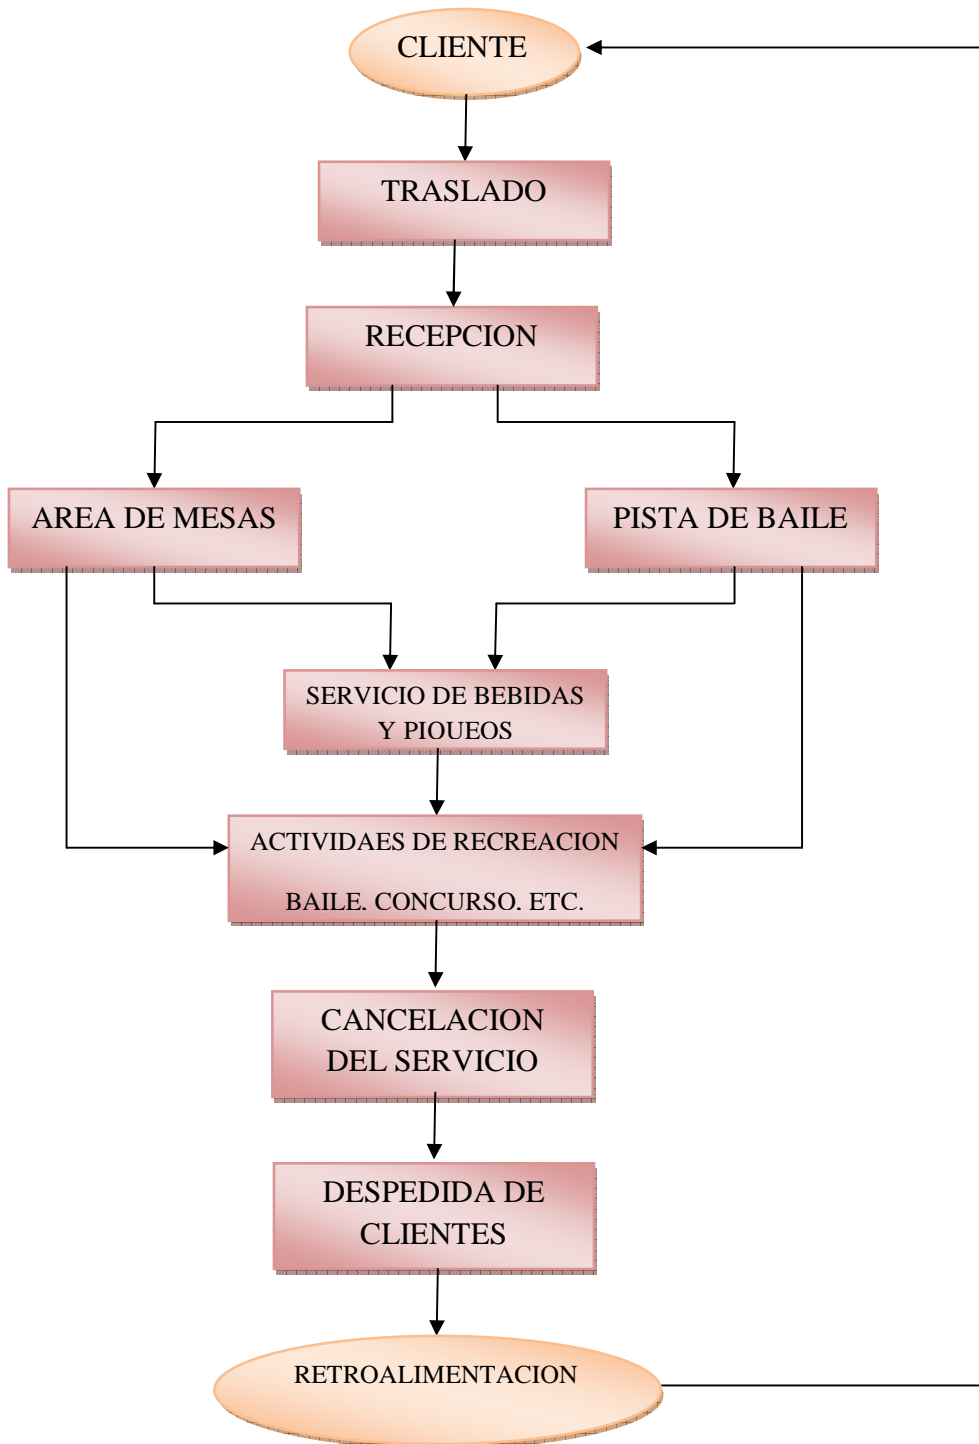 CLIENTE
TRASLADO
RECEPCION
AREA DE MESAS
PISTA DE BAILE
SERVICIO DE BEBIDAS
Y PIQUEOS
ACTIVIDAES DE RECREACION
BAILE, CONCURSO, ETC.
CANCELACION
DEL SERVICIO
DESPEDIDA DE
CLIENTES
RETROALIMENTACION